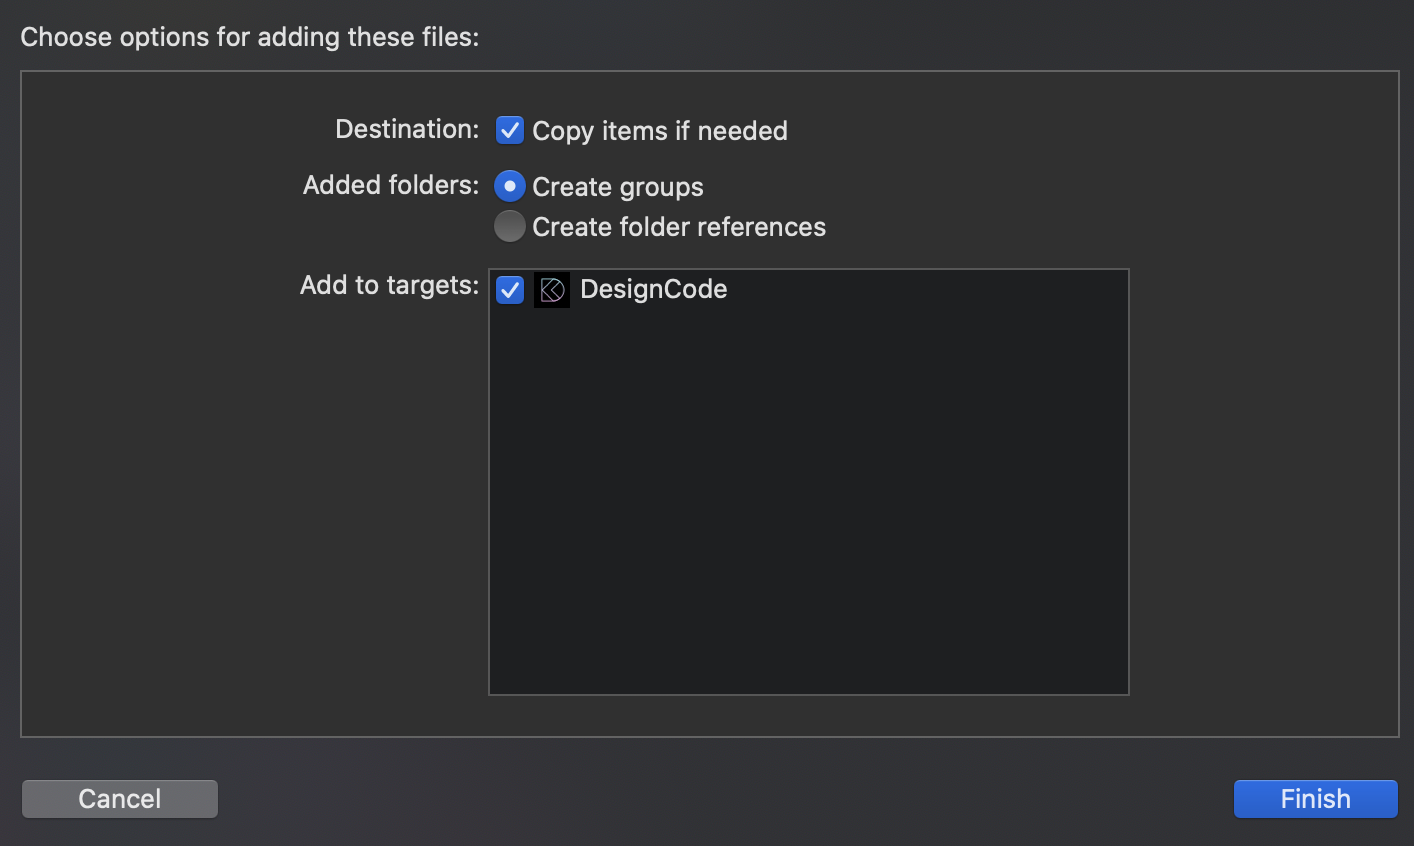 Choose options for adding these files:
Destination: Copy items if needed
Added folders: Create groups
Create folder references
Add to targets: DesignCode
Cancel Finish